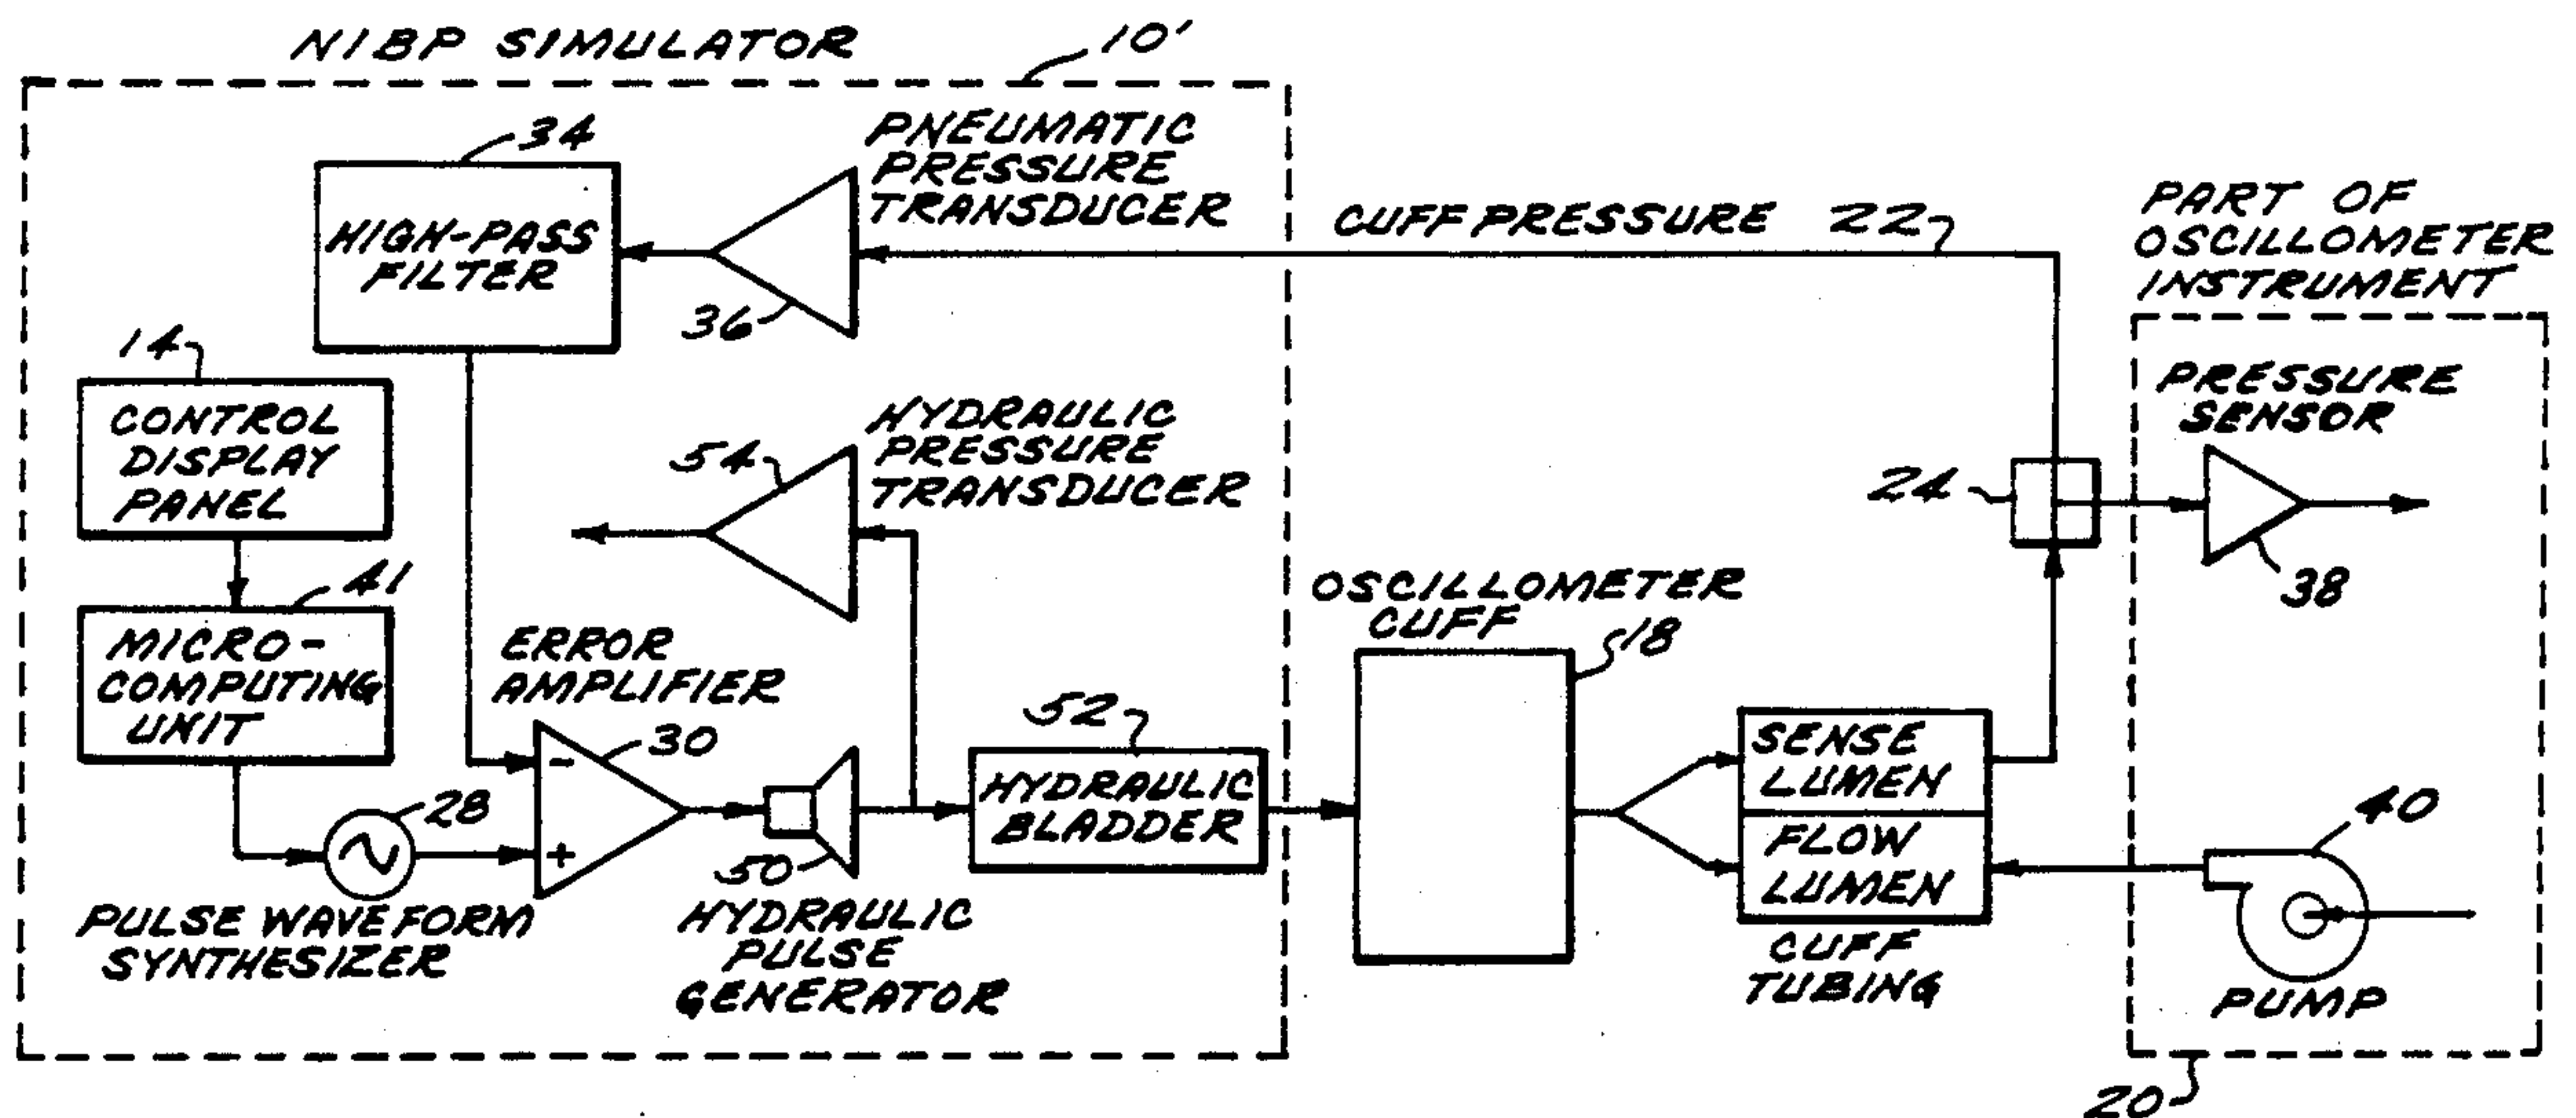 NIBP SIMULATOR
10'
34
HIGH-PASS
FILTER
PNEUMATIC
PRESSURE
TRANSDUCER
36
CUFF PRESSURE 22
PART OF
OSCILLOMETER
INSTRUMENT
14
CONTROL
DISPLAY
PANEL
54
HYDRAULIC
PRESSURE
TRANSDUCER
24
PRESSURE
SENSOR
38
41
MICRO-
COMPUTING
UNIT
ERROR
AMPLIFIER
30
-
+
28
PULSE WAVEFORM
SYNTHESIZER
50
HYDRAULIC
PULSE
GENERATOR
52
HYDRAULIC
BLADDER
OSCILLOMETER
CUFF
18
SENSE
LUMEN
FLOW
LUMEN
CUFF
TUBING
40
PUMP
20